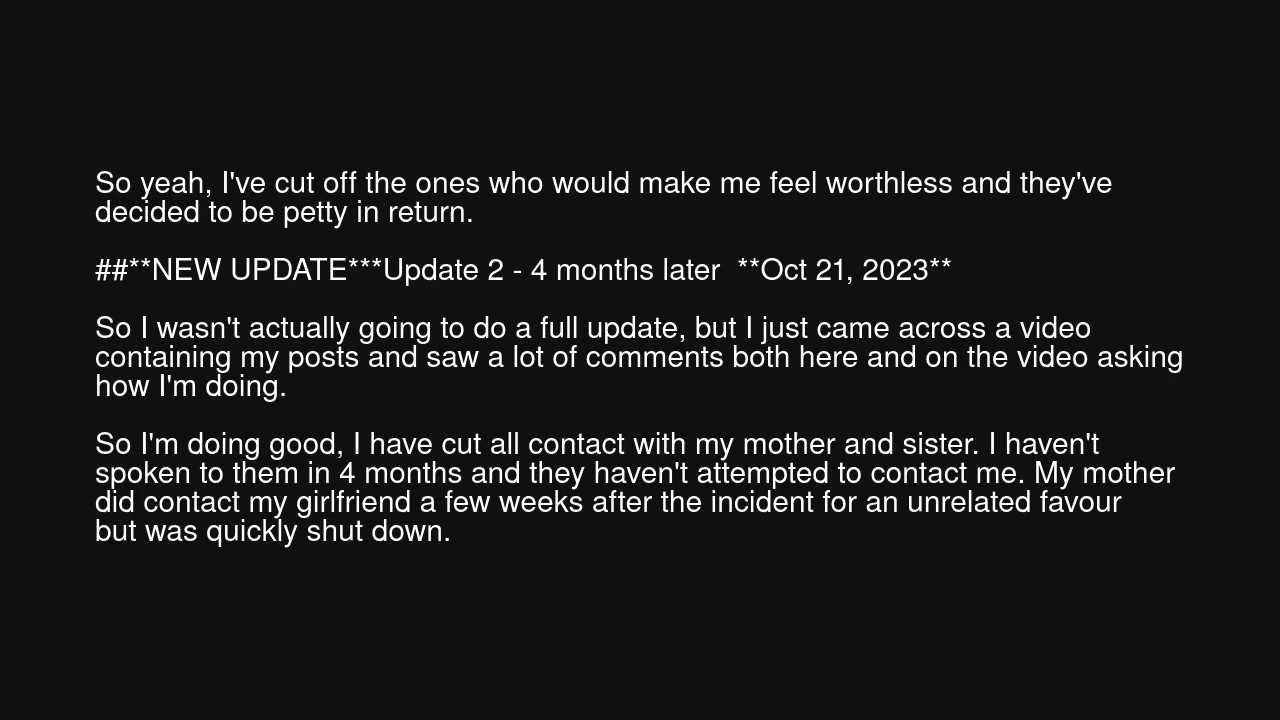 So yeah, I've cut off the ones who would make me feel worthless and they've
decided to be petty in return.
##**NEW UPDATE***Update 2 - 4 months later  **Oct 21, 2023**
So I wasn't actually going to do a full update, but I just came across a video
containing my posts and saw a lot of comments both here and on the video asking
how I'm doing.
So I'm doing good, I have cut all contact with my mother and sister. I haven't
spoken to them in 4 months and they haven't attempted to contact me. My mother
did contact my girlfriend a few weeks after the incident for an unrelated favour
but was quickly shut down.